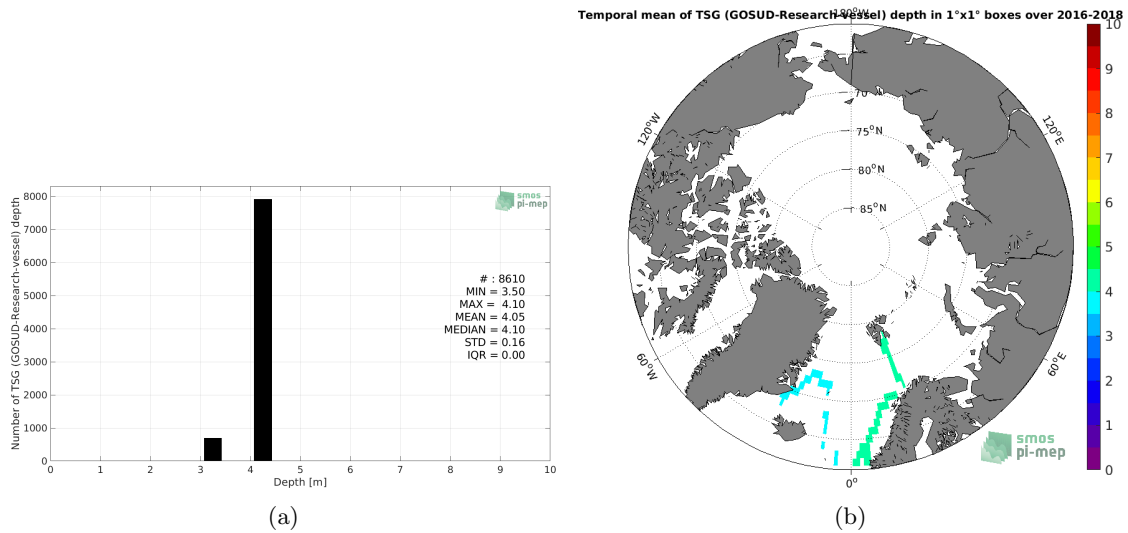 Temporal mean of TSG (GOSUD-Research-vessel) depth in 1°x1° boxes over 2016-2018
180°W
120°W
120°E
60°W
60°E
0°
70
75°N
80°N
85°N
10
9
8
7
6
5
4
3
2
1
0
smos
pi-mep
Number of TSG (GOSUD-Research-vessel) depth
8000
7000
6000
5000
4000
3000
2000
1000
0
smos
pi-mep
# : 8610
MIN = 3.50
MAX = 4.10
MEAN = 4.05
MEDIAN = 4.10
STD = 0.16
IQR = 0.00
0 1 2 3 4 5 6 7 8 9 10
Depth [m]
(a)
(b)